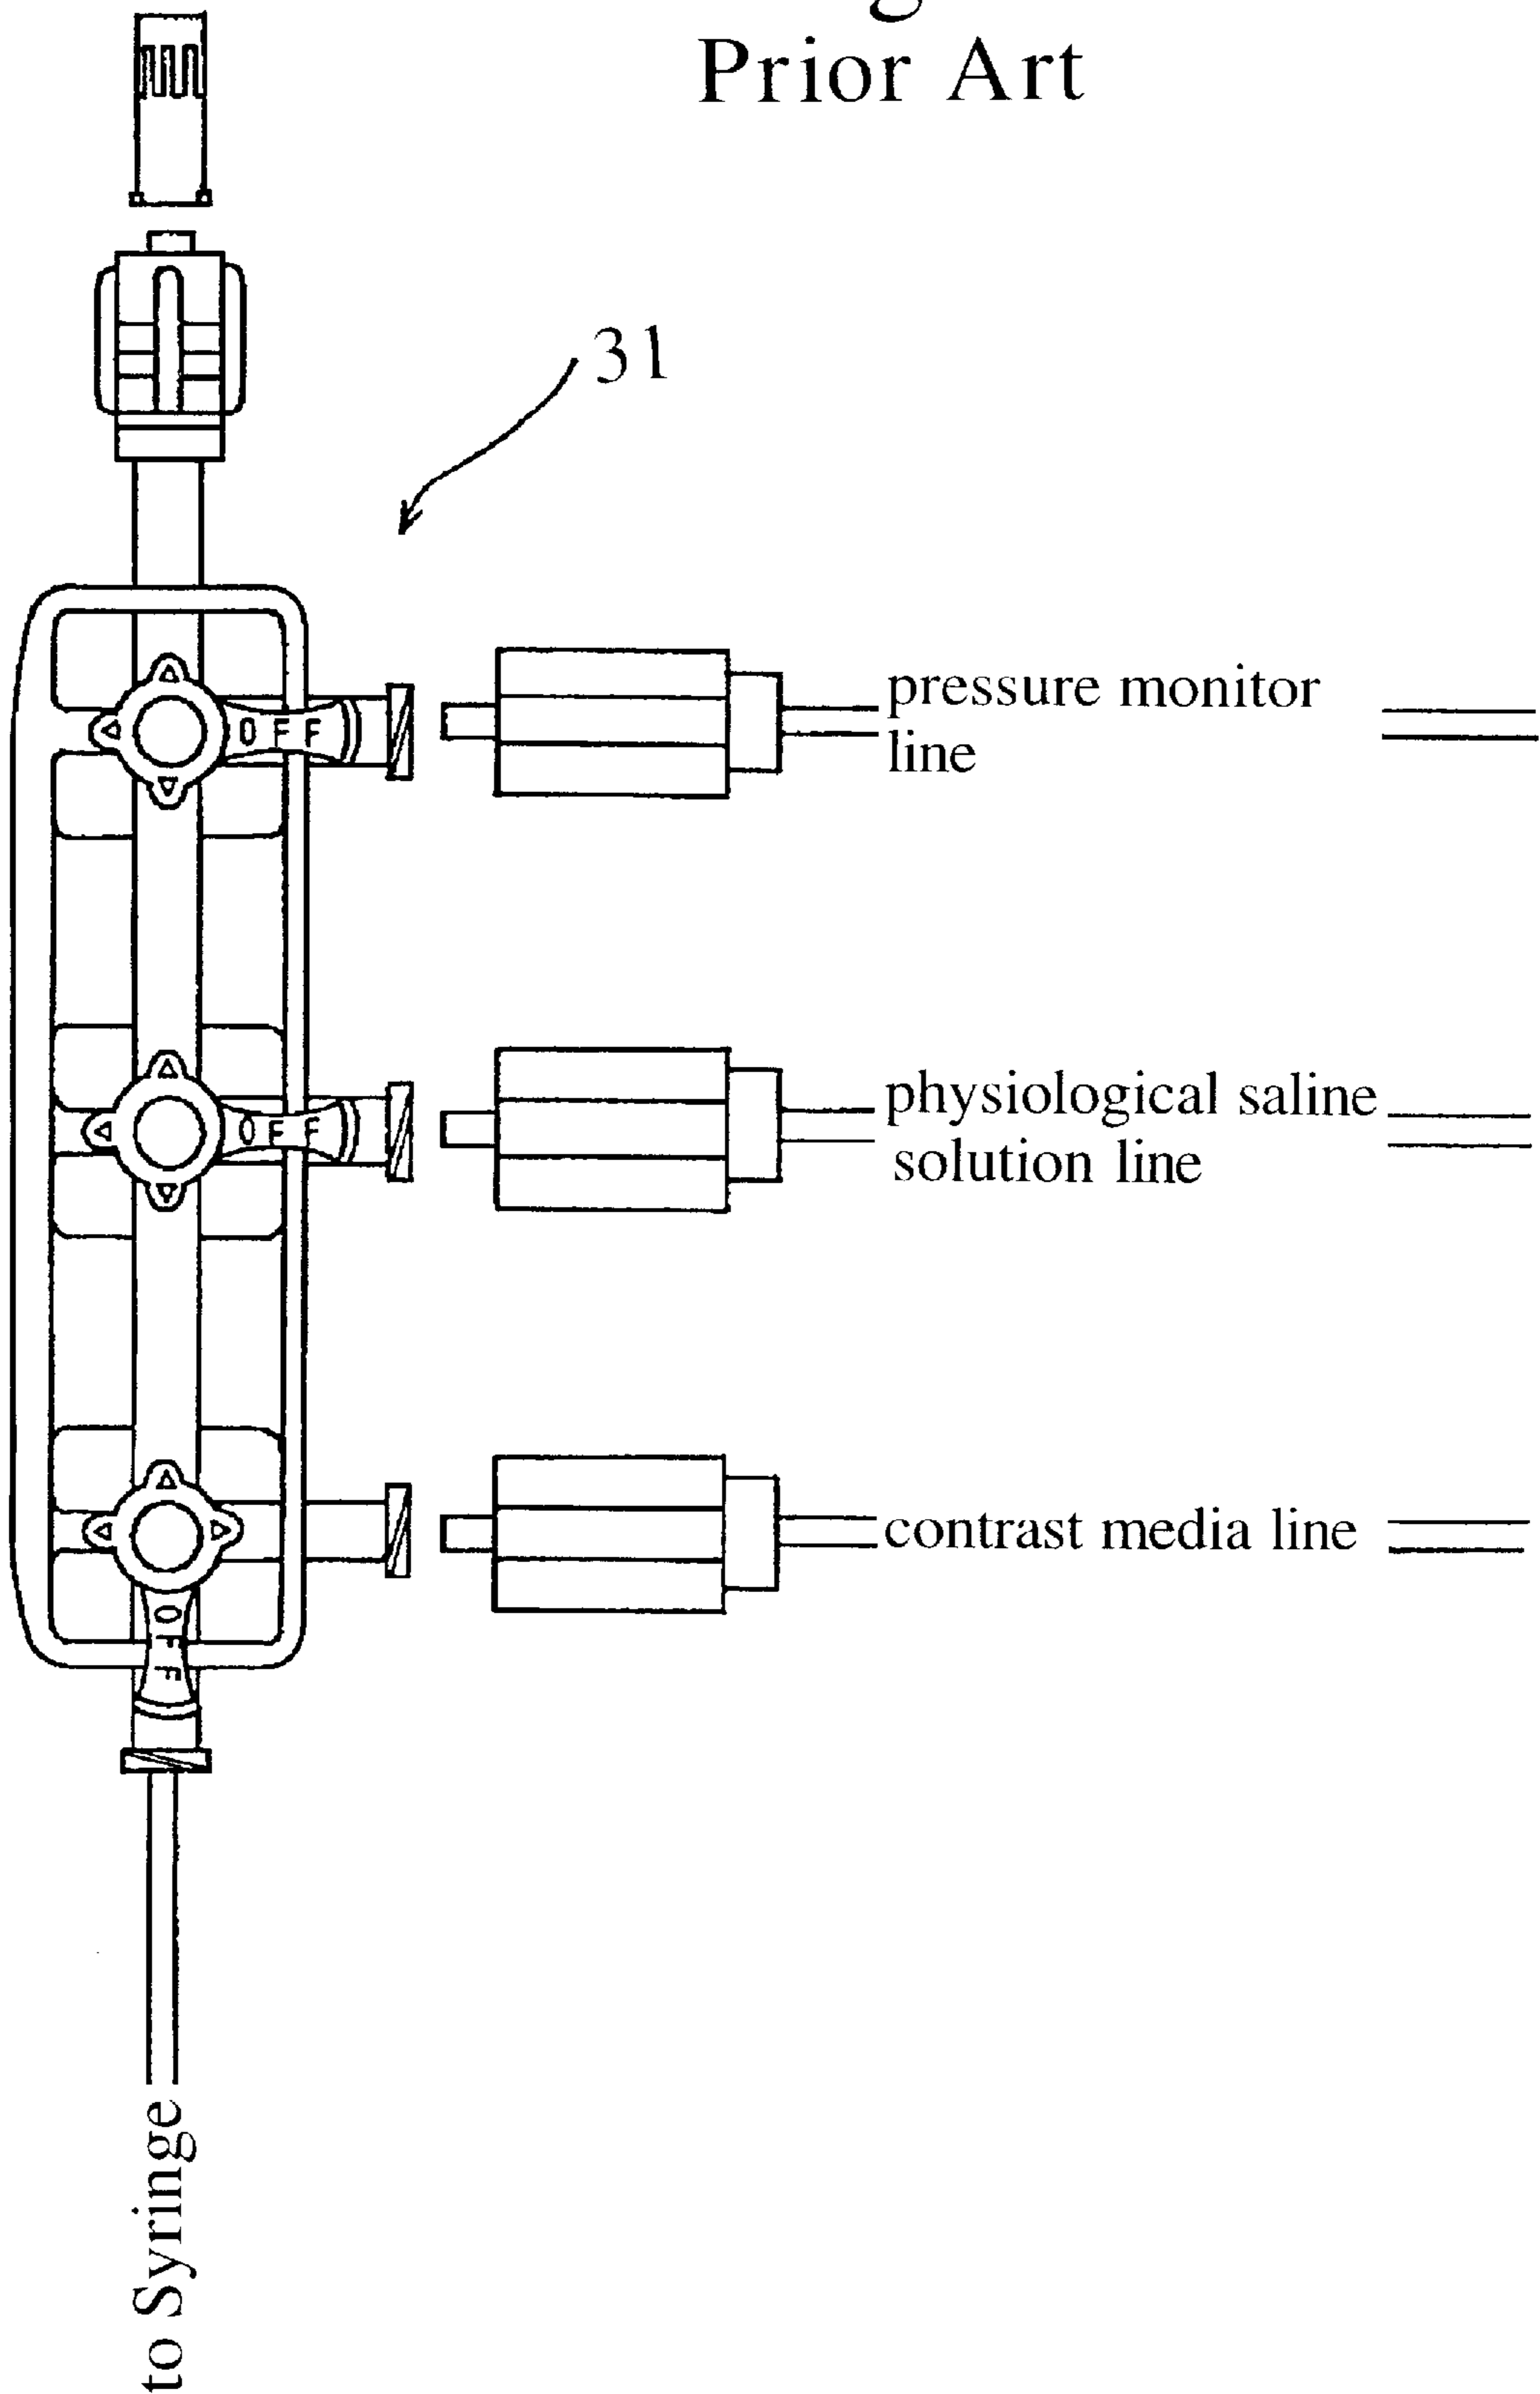 Prior Art
31
OFF
pressure monitor
line
OFF
physiological saline
solution line
contrast media line
OFF
to Syringe